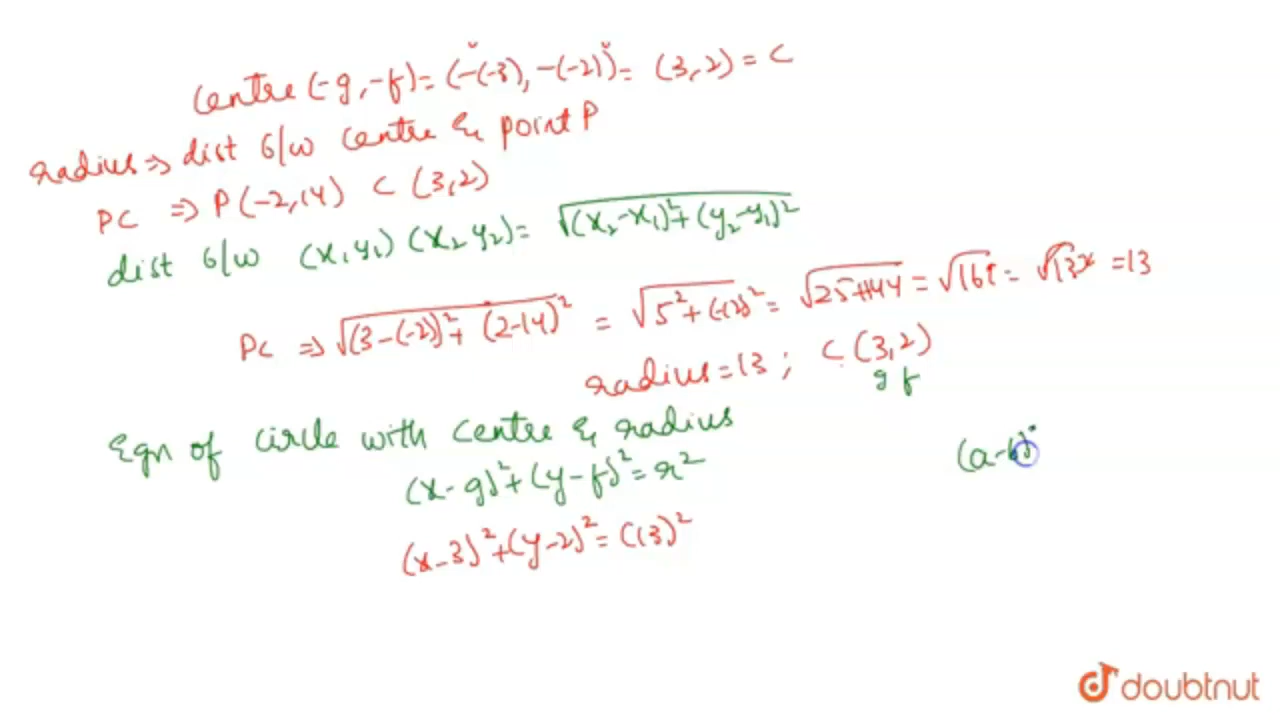 Centre (-g, -f) = (-(-3), -(-2)) = (3, 2) = C
radius ⇒ dist b/w centre & point P
PC ⇒ P(-2, 14) C (3, 2)
dist b/w (x₁ y₁) (x₂ y₂) = √(x₂-x₁)²+(y₂-y₁)²
PC ⇒ √(3-(-2))²+(2-14)² = √5²+(-12)² = √25+144 = √169 = √13² = 13
radius = 13 ; C (3, 2)
g f
Eqn of circle with centre & radius
(x-g)²+(y-f)² = r²
(a-b)²
(x-3)²+(y-2)² = (13)²
doubtnut